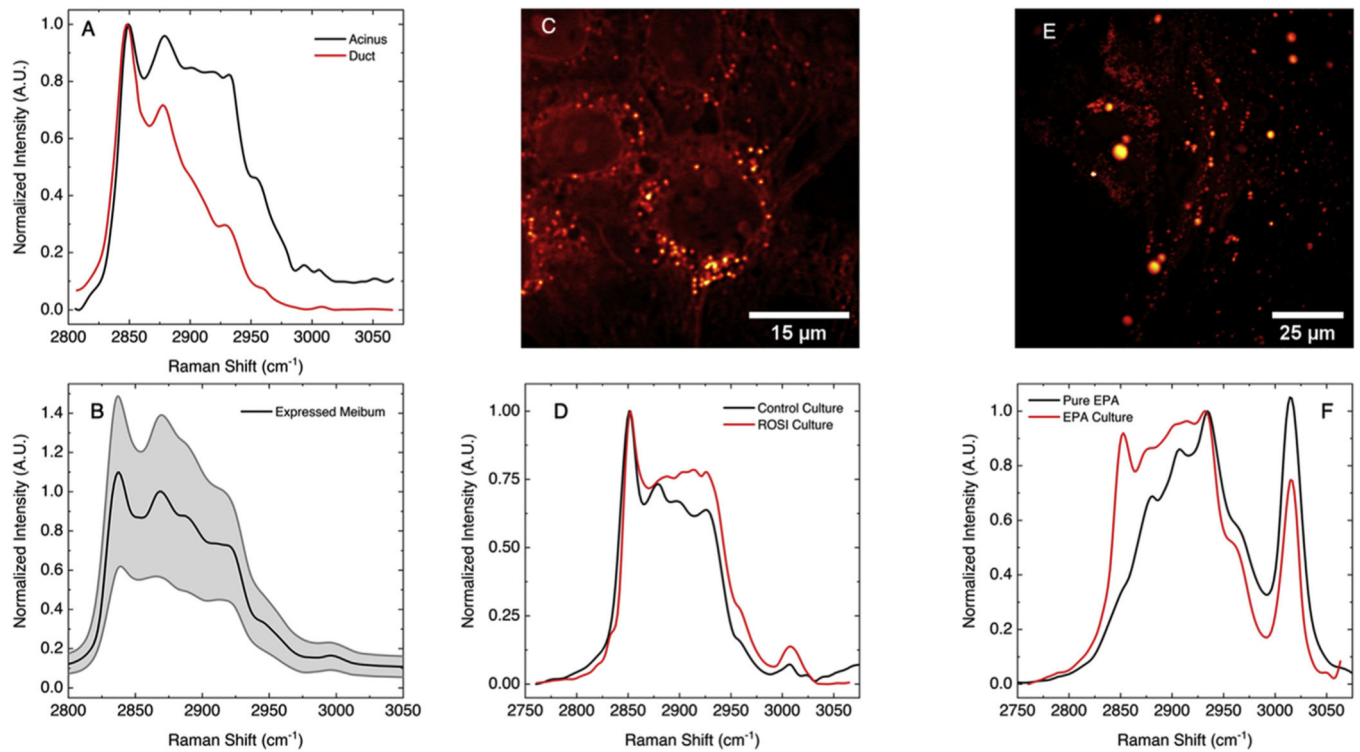 A
Acinus
Duct
Normalized Intensity (A.U.)
1.0
0.8
0.6
0.4
0.2
0.0
2800 2850 2900 2950 3000 3050
Raman Shift (cm-1)
C
15 µm
E
25 µm
B
Expressed Meibum
Normalized Intensity (A.U.)
1.4
1.2
1.0
0.8
0.6
0.4
0.2
0.0
2800 2850 2900 2950 3000 3050
Raman Shift (cm-1)
D
Control Culture
ROSI Culture
Normalized Intensity (A.U.)
1.00
0.75
0.50
0.25
0.00
2750 2800 2850 2900 2950 3000 3050
Raman Shift (cm-1)
Pure EPA
EPA Culture
F
Normalized Intensity (A.U.)
1.0
0.8
0.6
0.4
0.2
0.0
2750 2800 2850 2900 2950 3000 3050
Raman Shift (cm-1)